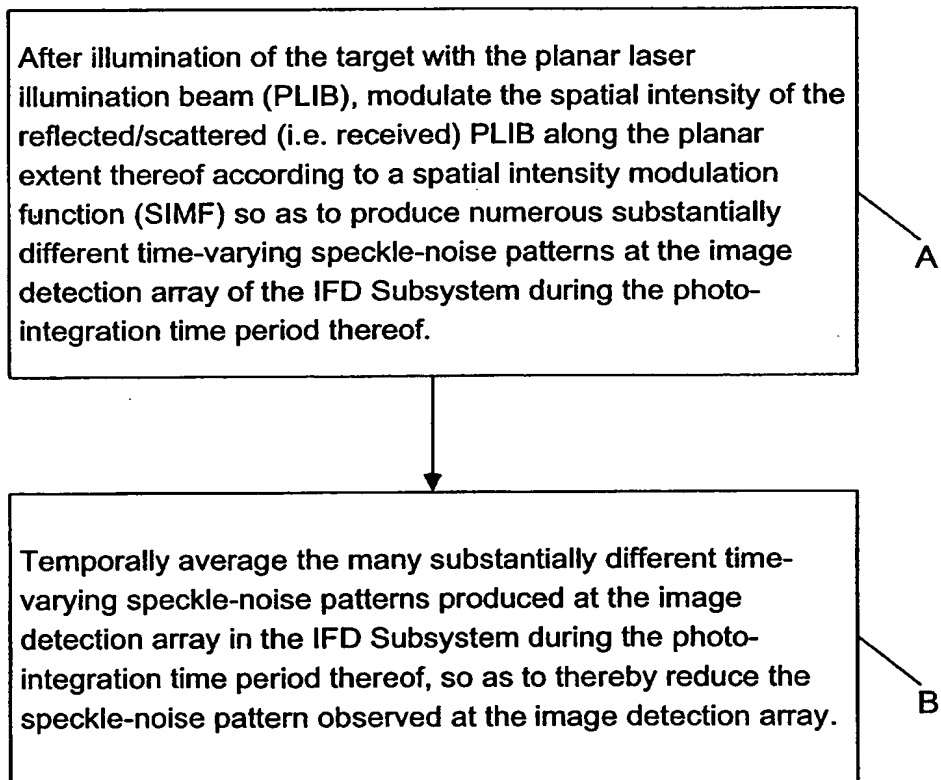 After illumination of the target with the planar laser
illumination beam (PLIB), modulate the spatial intensity of the
reflected/scattered (i.e. received) PLIB along the planar
extent thereof according to a spatial intensity modulation
function (SIMF) so as to produce numerous substantially
different time-varying speckle-noise patterns at the image
detection array of the IFD Subsystem during the photo-
integration time period thereof.
A
Temporally average the many substantially different time-
varying speckle-noise patterns produced at the image
detection array in the IFD Subsystem during the photo-
integration time period thereof, so as to thereby reduce the
speckle-noise pattern observed at the image detection array.
B